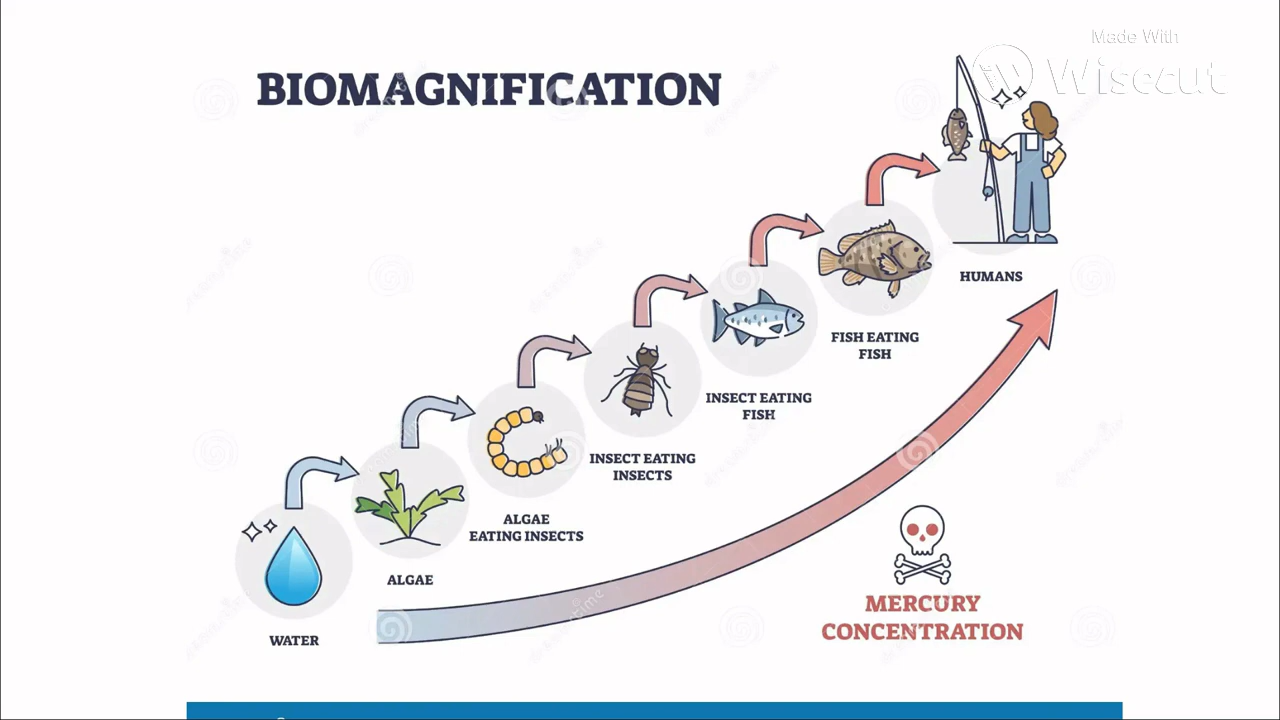 Made With
Wisecut
BIOMAGNIFICATION
HUMANS
FISH EATING
FISH
INSECT EATING
FISH
INSECT EATING
INSECTS
ALGAE
EATING INSECTS
ALGAE
WATER
MERCURY
CONCENTRATION